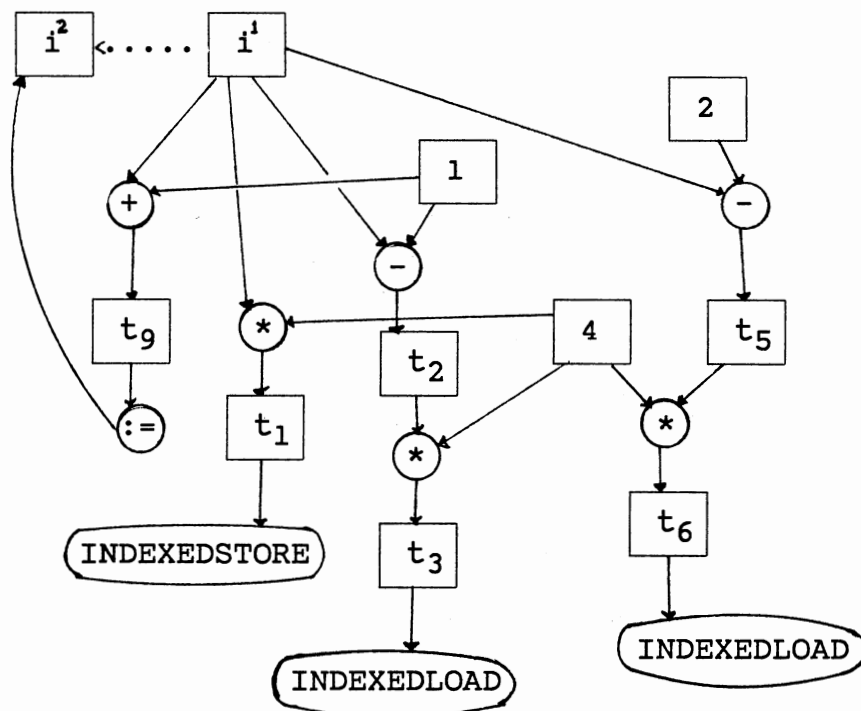 i²
i¹
2
1
+
-
-
t₉
*
4
t₅
t₂
:=
t₁
*
*
INDEXEDSTORE
t₃
t₆
INDEXEDLOAD
INDEXEDLOAD